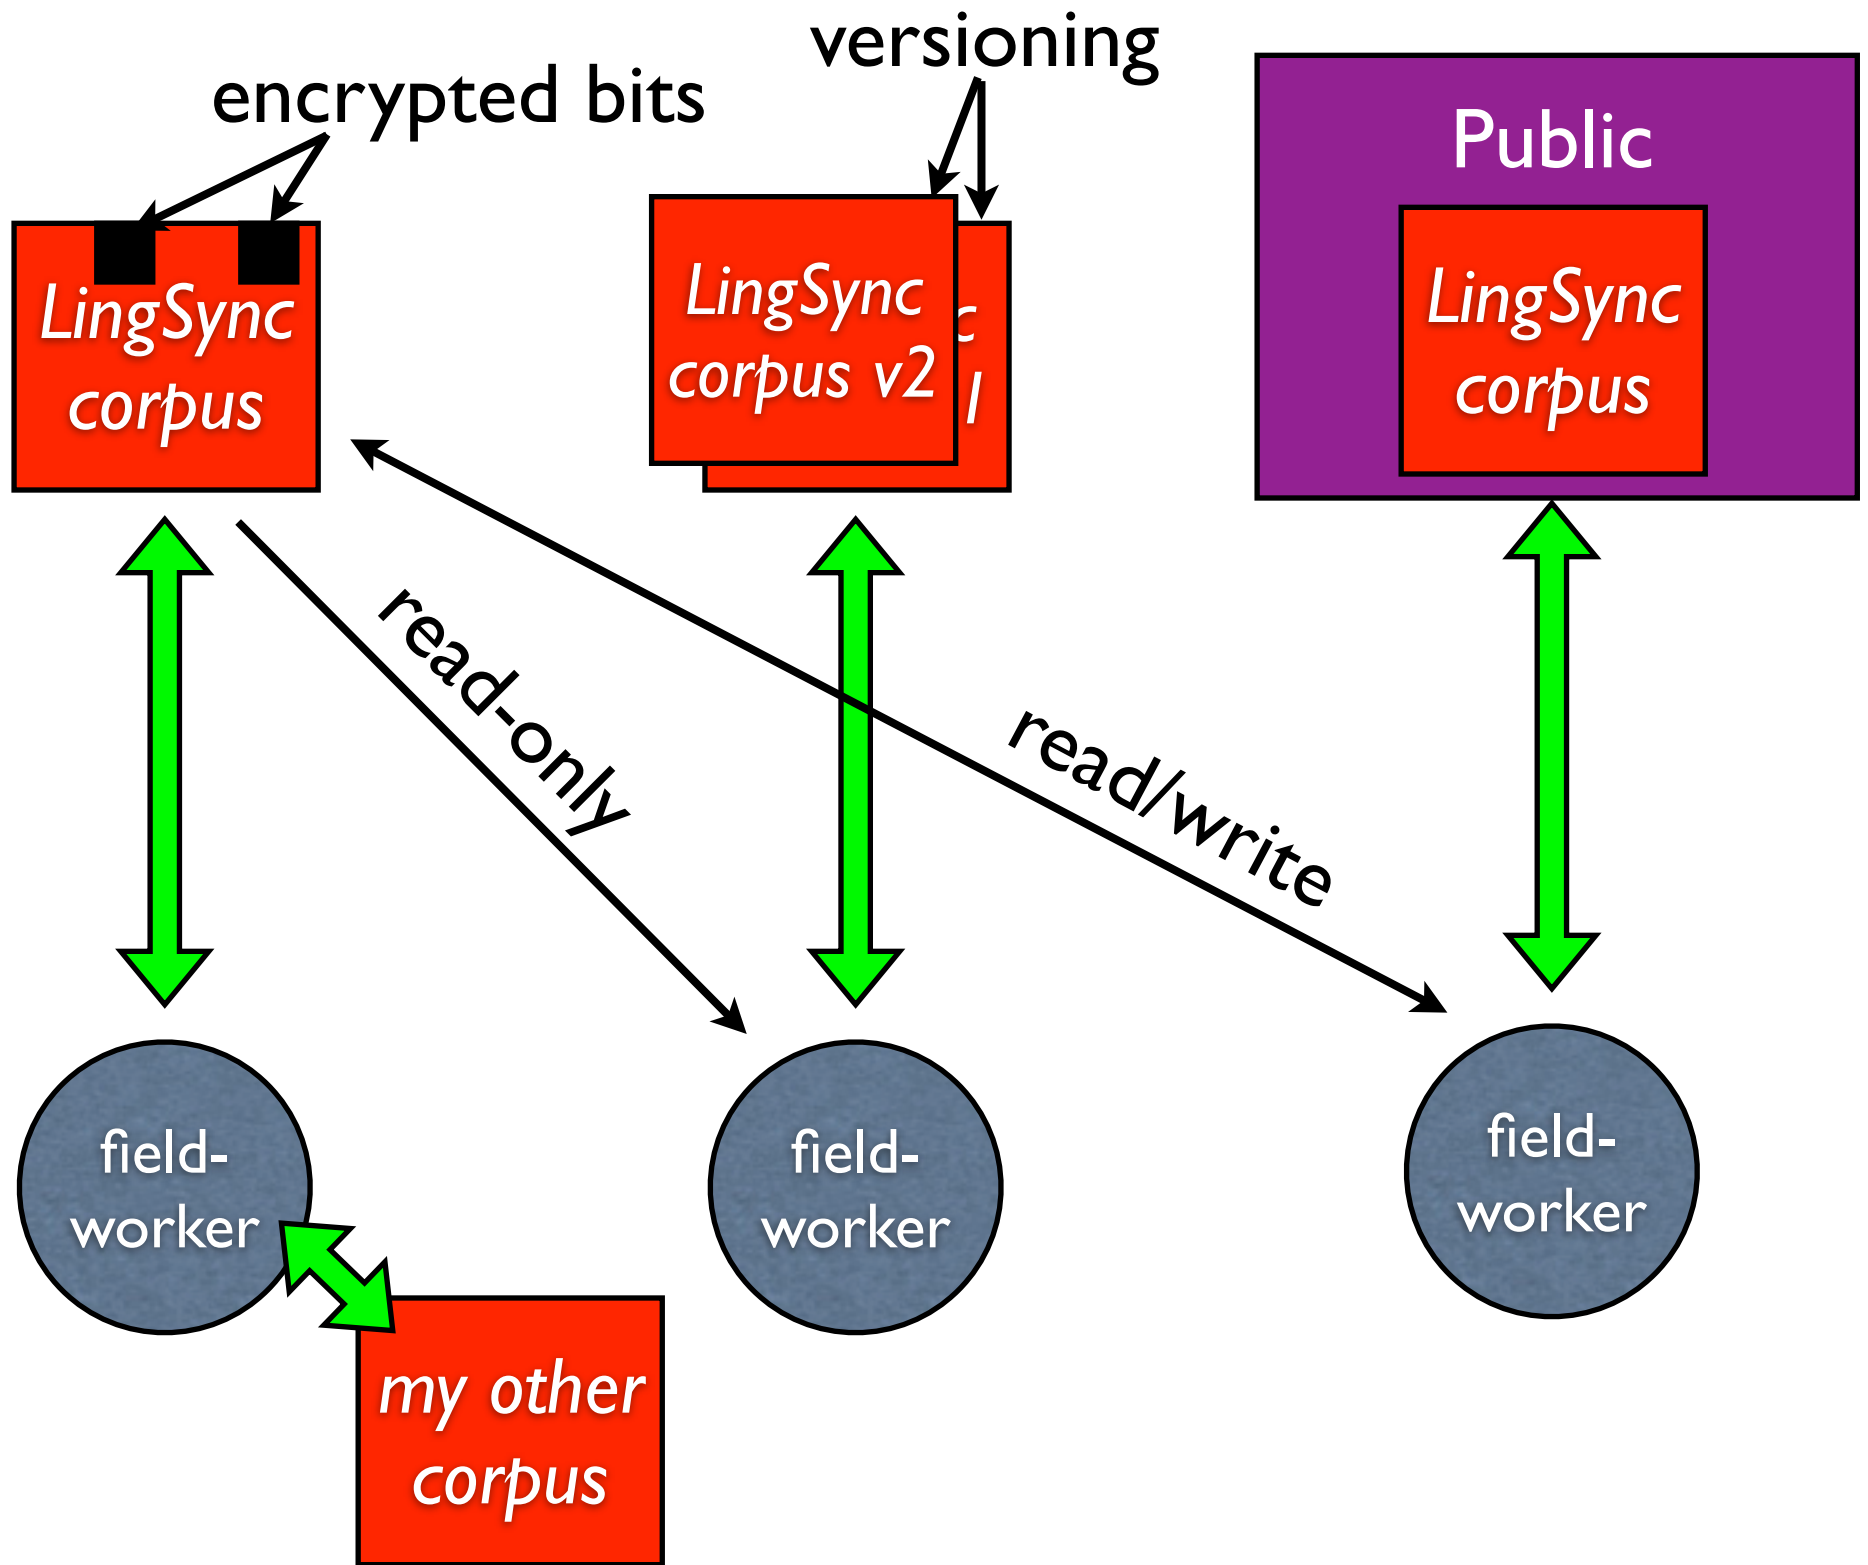 versioning
encrypted bits
Public
LingSync
corpus
LingSync
corpus v2
c
1
LingSync
corpus
read-only
read/write
field-
worker
field-
worker
field-
worker
my other
corpus